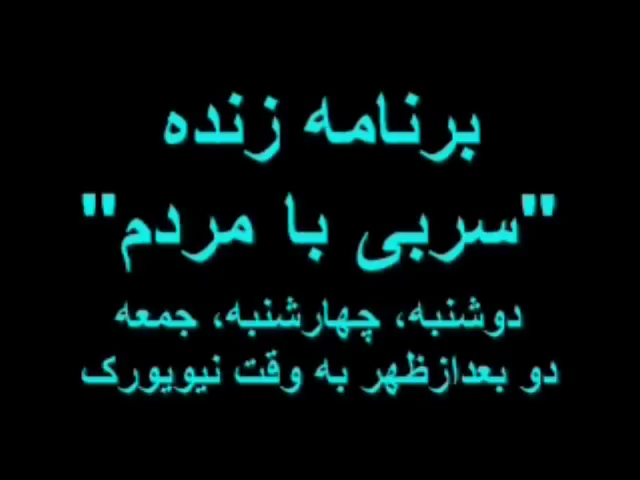 برنامه زنده
"سربی با مردم"
دوشنبه، چهارشنبه، جمعه
دو بعدازظهر به وقت نیویورک